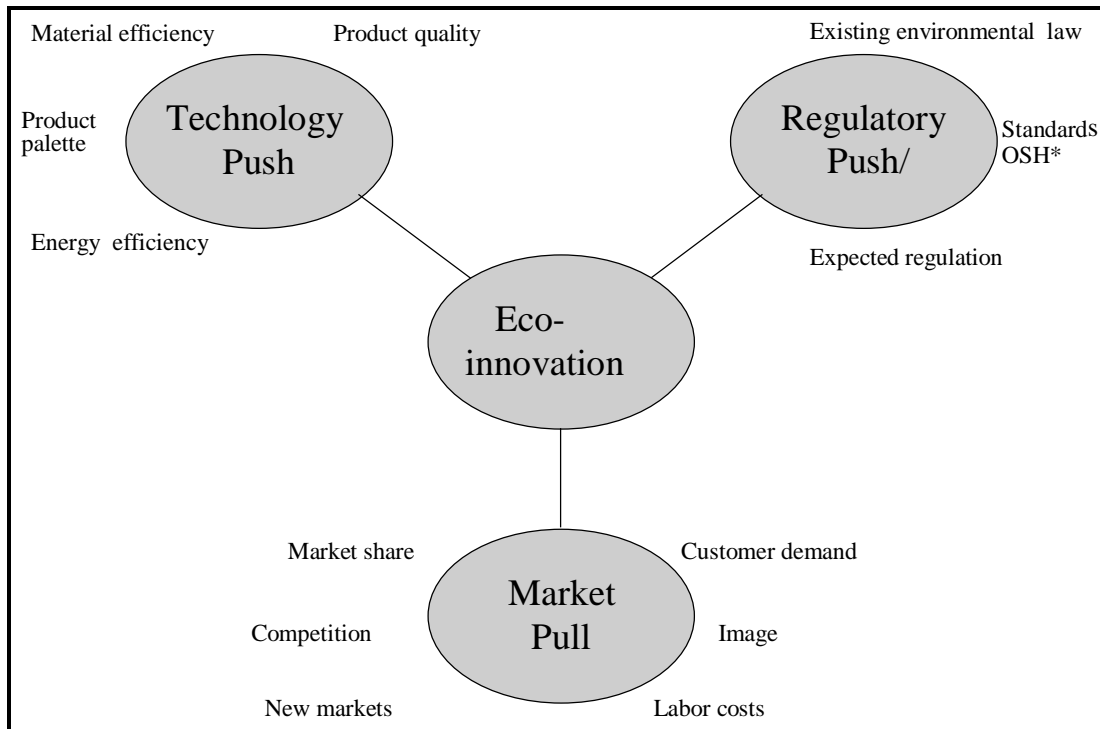 Material efficiency
Product quality
Product
palette
Technology
Push
Energy efficiency
Existing environmental law
Regulatory
Push/
Standards
OSH*
Expected regulation
Eco-
innovation
Market share
Customer demand
Market
Pull
Competition
Image
New markets
Labor costs